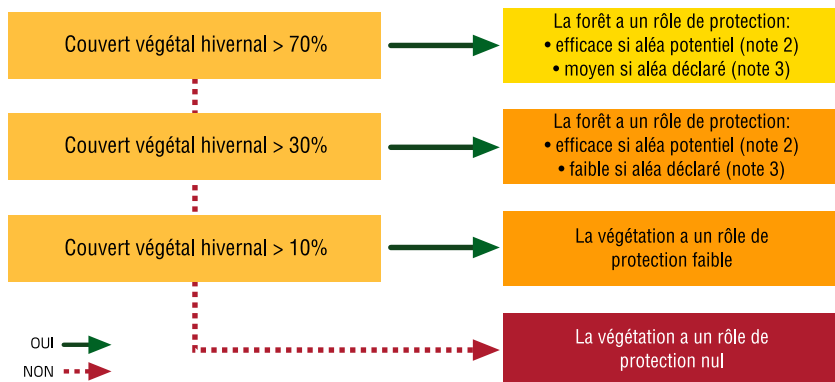 Couvert végétal hivernal > 70%
La forêt a un rôle de protection:
• efficace si aléa potentiel (note 2)
• moyen si aléa déclaré (note 3)
Couvert végétal hivernal > 30%
La forêt a un rôle de protection:
• efficace si aléa potentiel (note 2)
• faible si aléa déclaré (note 3)
Couvert végétal hivernal > 10%
La végétation a un rôle de
protection faible
La végétation a un rôle de
protection nul
OUI
NON